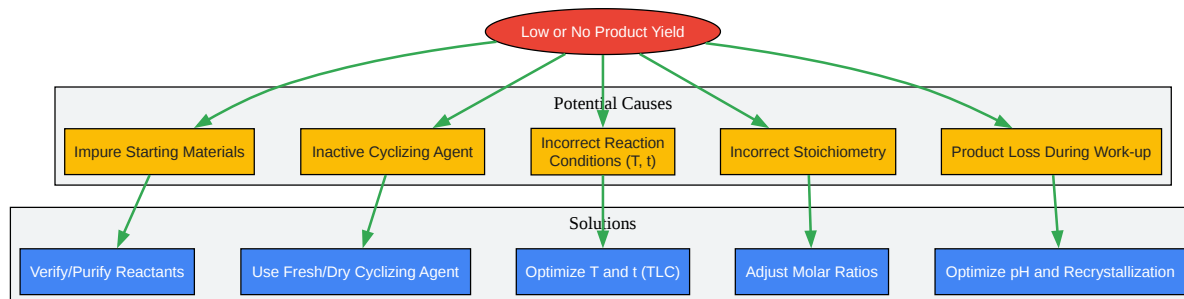 Low or No Product Yield
Potential Causes
Impure Starting Materials
Inactive Cyclizing Agent
Incorrect Reaction
Conditions (T, t)
Incorrect Stoichiometry
Product Loss During Work-up
Solutions
Verify/Purify Reactants
Use Fresh/Dry Cyclizing Agent
Optimize T and t (TLC)
Adjust Molar Ratios
Optimize pH and Recrystallization